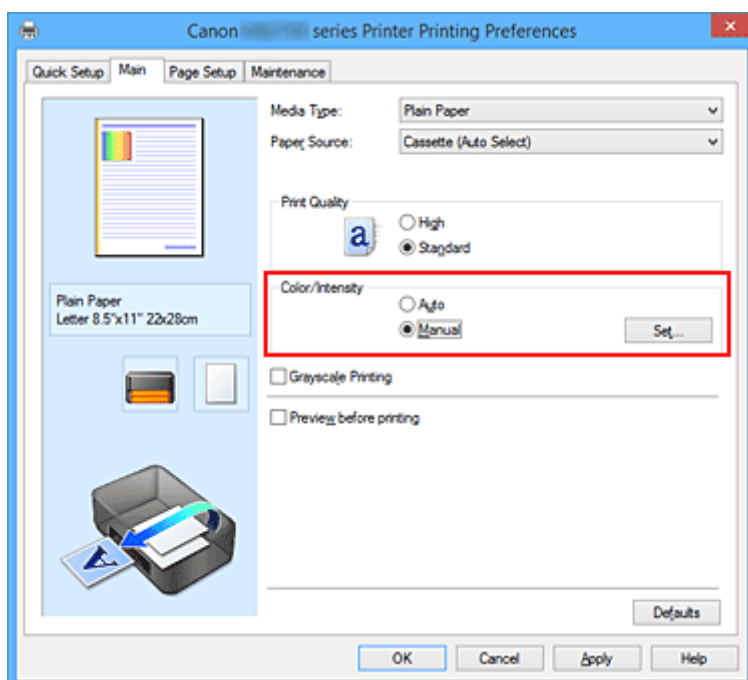 Canon series Printer Printing Preferences
Quick Setup Main Page Setup Maintenance
Media Type: Plain Paper
Paper Source: Cassette (Auto Select)
Print Quality
a
High
Standard
Color/Intensity
Auto
Manual
Set...
Plain Paper
Letter 8.5"x11" 22x28cm
Grayscale Printing
Preview before printing
A
Defaults
OK Cancel Apply Help